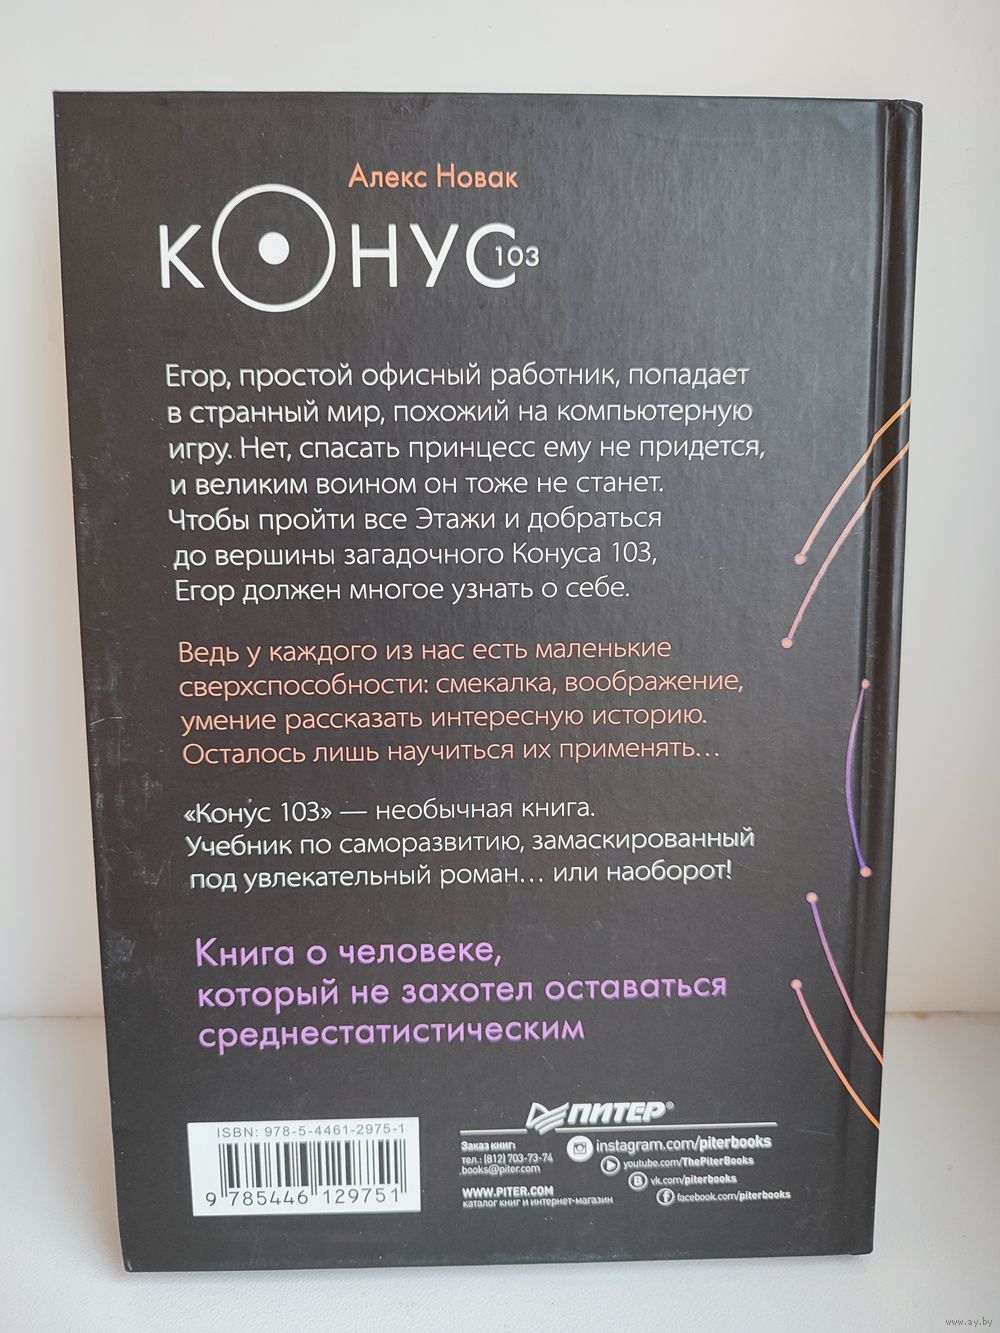 Алекс Новак
КОНУС 103
Егор, простой офисный работник, попадает
в странный мир, похожий на компьютерную
игру. Нет, спасать принцесс ему не придется,
и великим воином он тоже не станет.
Чтобы пройти все Этажи и добраться
до вершины загадочного Конуса 103,
Егор должен многое узнать о себе.
Ведь у каждого из нас есть маленькие
сверхспособности: смекалка, воображение,
умение рассказать интересную историю.
Осталось лишь научиться их применять...
«Конус 103» — необычная книга.
Учебник по саморазвитию, замаскированный
под увлекательный роман... или наоборот!
Книга о человеке,
который не захотел оставаться
среднестатистическим
ISBN: 978-5-4461-2975-1
9 785446 129751
ПИТЕР®
Заказ книг:
тел.: (812) 703-73-74
books@piter.com
WWW.PITER.COM
каталог книг и интернет-магазин
instagram.com/piterbooks
youtube.com/ThePiterBooks
vk.com/piterbooks
facebook.com/piterbooks
www.ay.by